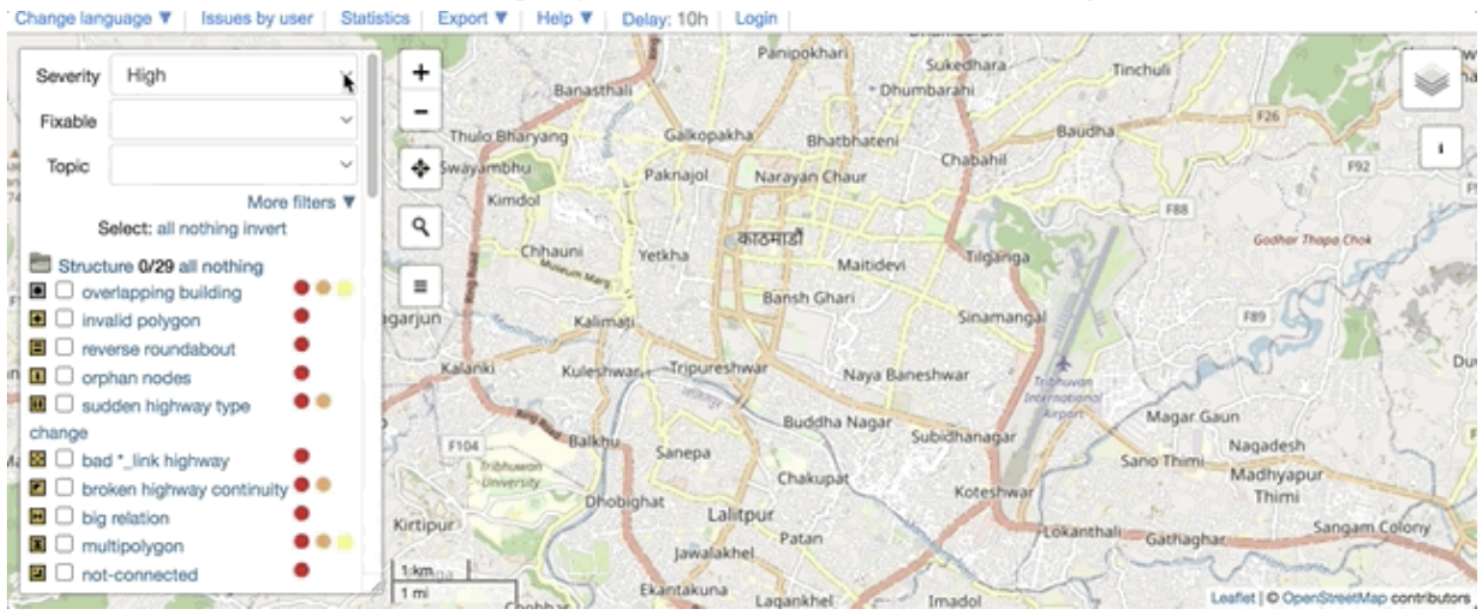 Change language ▼ Issues by user Statistics Export ▼ Help ▼ Delay: 10h Login
Severity High
Fixable
Topic
More filters ▼
Select: all nothing invert
Structure 0/29 all nothing
overlapping building
invalid polygon
reverse roundabout
orphan nodes
sudden highway type
change
bad *_link highway
broken highway continuity
big relation
multipolygon
not-connected
+
−
i
Panipokhari
Sukedhara
Tinchuli
Banasthali
Dhumbarahi
F26
Thulo Bharyang
Galkopakha
Bhatbhateni
Baudha
Swayambhu
Chabahil
F92
Paknajol
Narayan Chaur
Kimdol
F88
काठमाडौं
Godhar Thapa Chok
Chhauni
Yetkha
Maitidevi
Tilganga
Museum Marg
Ring Road
Bansh Ghari
Kalimati
Sinamangal
F89
Kalanki
Kuleshwar
Tripureshwar
Naya Baneshwar
Tribhuvan
International
Airport
Ring Road
Buddha Nagar
Magar Gaun
Balkhu
Subidhanagar
Nagadesh
F104
Sanepa
Sano Thimi
Tribhuwan
University
Chakupat
Madhyapur
Thimi
Dhobighat
Koteshwar
Lalitpur
Kirtipur
Patan
Lokanthali
Gathaghar
Sangam Colony
Jawalakhel
1 km
1 mi
Ekantakuna
Lagankhel
Imadol
Leaflet | © OpenStreetMap contributors